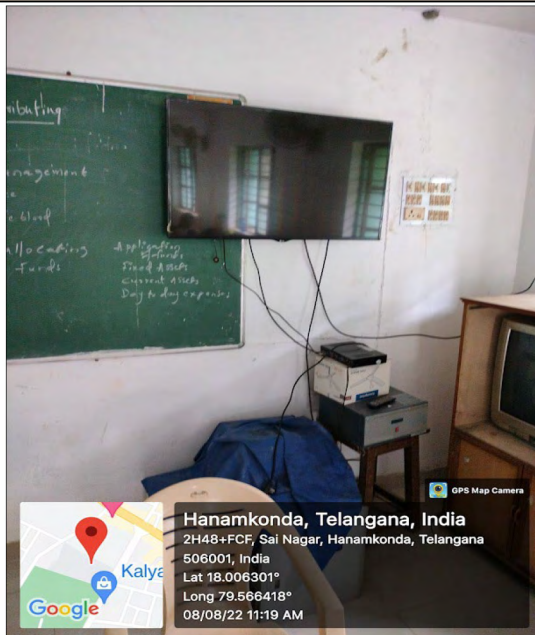 ributing
nagement
e blood
llocating
Funds
Application
Fixed Assets
Current Assets
Day to day expenses
GPS Map Camera
Kalya
Google
Hanamkonda, Telangana, India
2H48+FCF, Sai Nagar, Hanamkonda, Telangana
506001, India
Lat 18.006301°
Long 79.566418°
08/08/22 11:19 AM